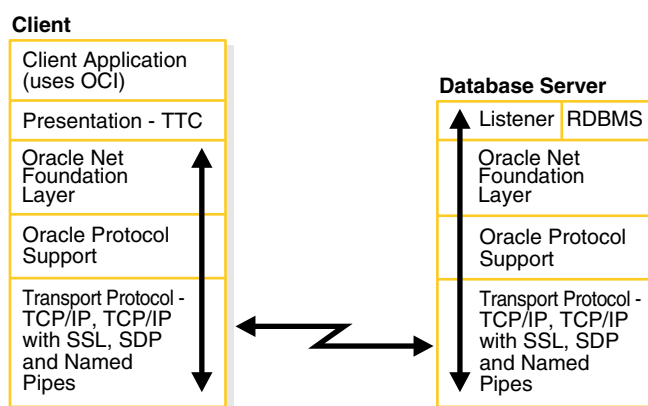 Client
Client Application
(uses OCI)
Presentation - TTC
Oracle Net
Foundation
Layer
Oracle Protocol
Support
Transport Protocol -
TCP/IP, TCP/IP
with SSL, SDP
and Named
Pipes
Database Server
Listener
RDBMS
Oracle Net
Foundation
Layer
Oracle Protocol
Support
Transport Protocol -
TCP/IP, TCP/IP
with SSL, SDP
and Named
Pipes